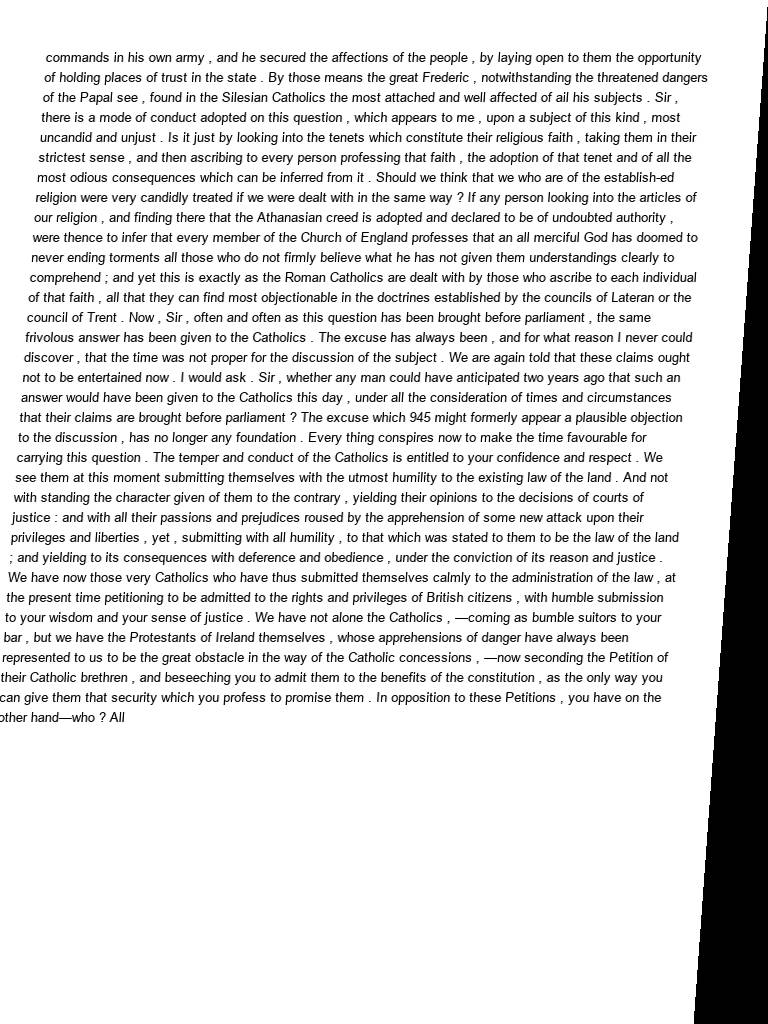 commands in his own army , and he secured the affections of the people , by laying open to them the opportunity
of holding places of trust in the state . By those means the great Frederic , notwithstanding the threatened dangers
of the Papal see , found in the Silesian Catholics the most attached and well affected of ail his subjects . Sir ,
there is a mode of conduct adopted on this question , which appears to me , upon a subject of this kind , most
uncandid and unjust . Is it just by looking into the tenets which constitute their religious faith , taking them in their
strictest sense , and then ascribing to every person professing that faith , the adoption of that tenet and of all the
most odious consequences which can be inferred from it . Should we think that we who are of the establish-ed
religion were very candidly treated if we were dealt with in the same way ? If any person looking into the articles of
our religion , and finding there that the Athanasian creed is adopted and declared to be of undoubted authority ,
were thence to infer that every member of the Church of England professes that an all merciful God has doomed to
never ending torments all those who do not firmly believe what he has not given them understandings clearly to
comprehend ; and yet this is exactly as the Roman Catholics are dealt with by those who ascribe to each individual
of that faith , all that they can find most objectionable in the doctrines established by the councils of Lateran or the
council of Trent . Now , Sir , often and often as this question has been brought before parliament , the same
frivolous answer has been given to the Catholics . The excuse has always been , and for what reason I never could
discover , that the time was not proper for the discussion of the subject . We are again told that these claims ought
not to be entertained now . I would ask . Sir , whether any man could have anticipated two years ago that such an
answer would have been given to the Catholics this day , under all the consideration of times and circumstances
that their claims are brought before parliament ? The excuse which 945 might formerly appear a plausible objection
to the discussion , has no longer any foundation . Every thing conspires now to make the time favourable for
carrying this question . The temper and conduct of the Catholics is entitled to your confidence and respect . We
see them at this moment submitting themselves with the utmost humility to the existing law of the land . And not
with standing the character given of them to the contrary , yielding their opinions to the decisions of courts of
justice : and with all their passions and prejudices roused by the apprehension of some new attack upon their
privileges and liberties , yet , submitting with all humility , to that which was stated to them to be the law of the land
; and yielding to its consequences with deference and obedience , under the conviction of its reason and justice .
We have now those very Catholics who have thus submitted themselves calmly to the administration of the law , at
the present time petitioning to be admitted to the rights and privileges of British citizens , with humble submission
to your wisdom and your sense of justice . We have not alone the Catholics , —coming as bumble suitors to your
bar , but we have the Protestants of Ireland themselves , whose apprehensions of danger have always been
represented to us to be the great obstacle in the way of the Catholic concessions , —now seconding the Petition of
their Catholic brethren , and beseeching you to admit them to the benefits of the constitution , as the only way you
can give them that security which you profess to promise them . In opposition to these Petitions , you have on the
other hand—who ? All